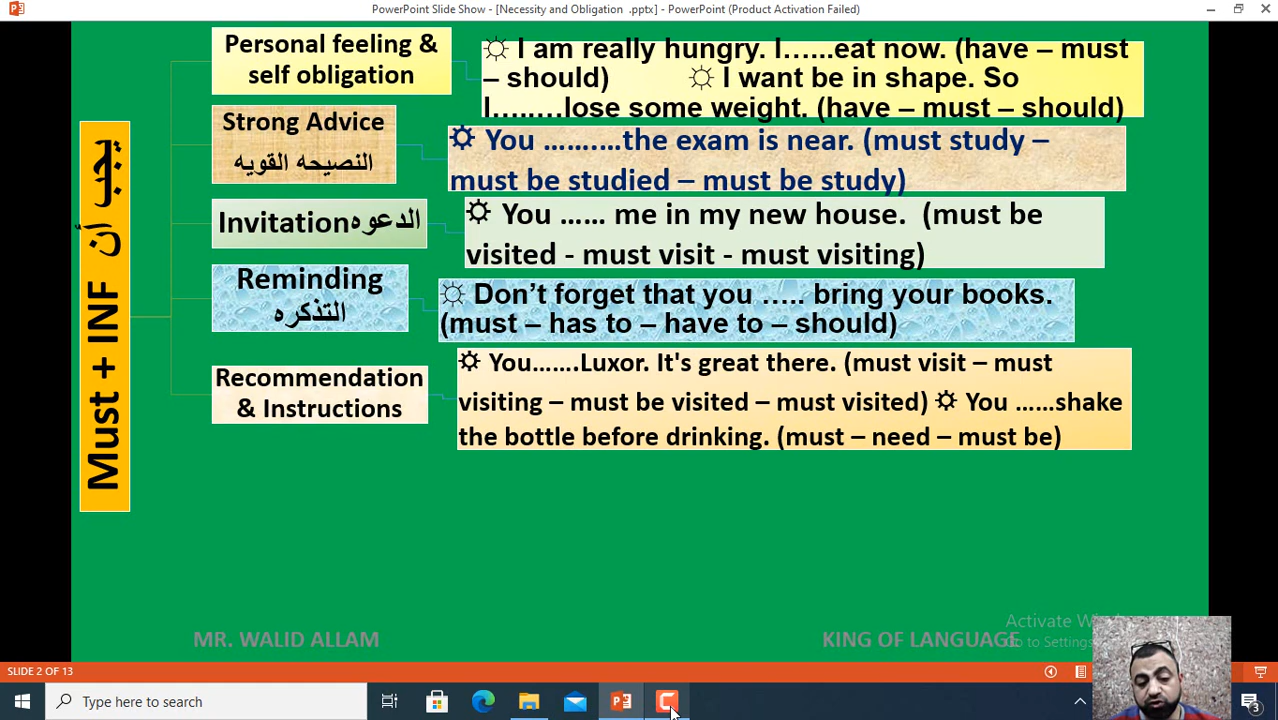 PowerPoint Slide Show - [Necessity and Obligation .pptx] - PowerPoint (Product Activation Failed)
Personal feeling &
self obligation
☼ I am really hungry. I……eat now. (have – must
– should) ☼ I want be in shape. So
I……..…lose some weight. (have – must – should)
Strong Advice
النصيحه القويه
☼ You ……..…the exam is near. (must study –
must be studied – must be study)
يجب أن Must + INF
Invitation الدعوه
☼ You …… me in my new house. (must be
visited - must visit - must visiting)
Reminding
التذكره
☼ Don’t forget that you ….. bring your books.
(must – has to – have to – should)
Recommendation
& Instructions
☼ You…….Luxor. It's great there. (must visit – must
visiting – must be visited – must visited) ☼ You ……shake
the bottle before drinking. (must – need – must be)
MR. WALID ALLAM
KING OF LANGUAGE
Activate
Go to Settings
SLIDE 2 OF 13
Type here to search
3